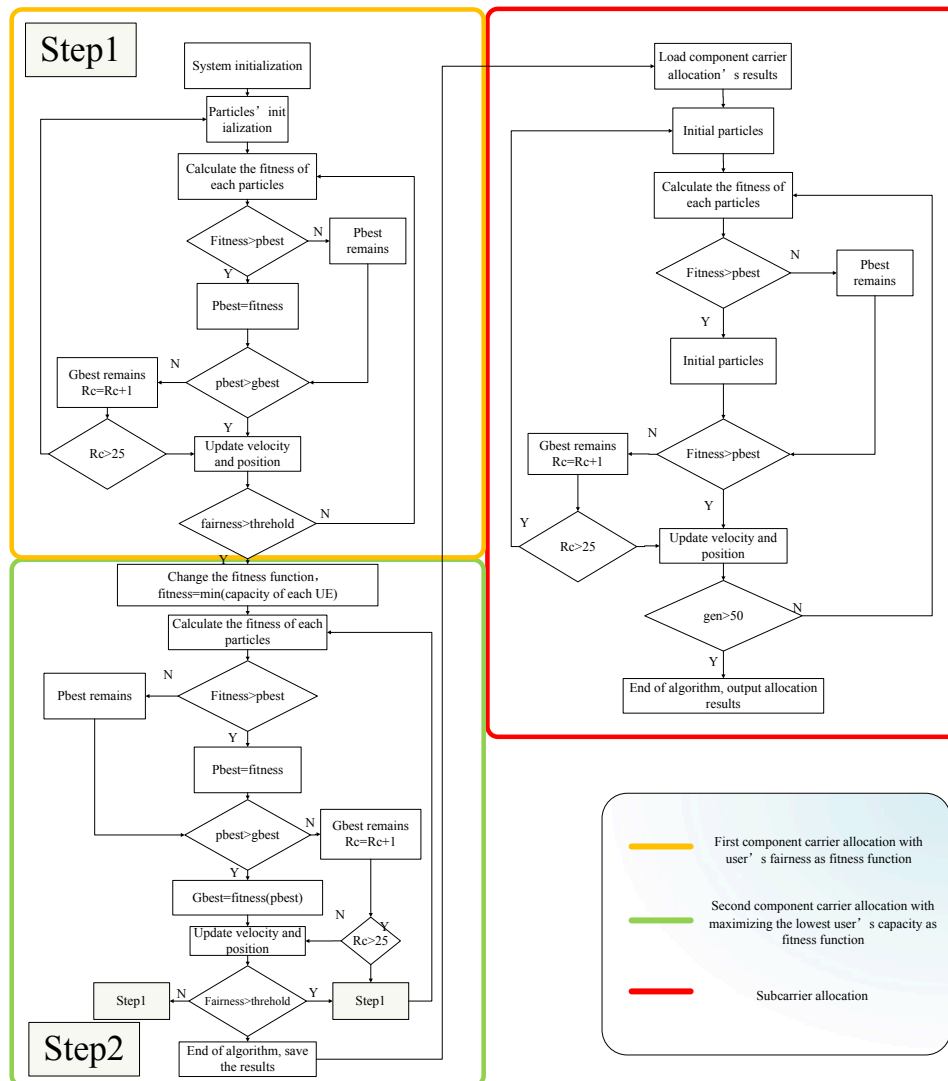 Step1
System initialization
Particles’ init
ialization
Calculate the fitness of
each particles
Fitness>pbest
N
Pbest
remains
Y
Pbest=fitness
pbest>gbest
N
Gbest remains
Rc=Rc+1
Y
Rc>25
Update velocity
and position
fairness>threhold
N
Y
Change the fitness function,
fitness=min(capacity of each UE)
Calculate the fitness of each
particles
Fitness>pbest
N
Pbest remains
Y
Pbest=fitness
pbest>gbest
N
Gbest remains
Rc=Rc+1
Y
Gbest=fitness(pbest)
N
Y
Rc>25
Update velocity and
position
Step1
N
Fairness>threhold
Y
Step1
Step2
End of algorithm, save
the results
Load component carrier
allocation’s results
Initial particles
Calculate the fitness of
each particles
Fitness>pbest
N
Pbest
remains
Y
Initial particles
Fitness>pbest
N
Gbest remains
Rc=Rc+1
Y
Y
Rc>25
Update velocity and
position
gen>50
N
Y
End of algorithm, output allocation
results
First component carrier allocation with
user’s fairness as fitness function
Second component carrier allocation with
maximizing the lowest user’s capacity as
fitness function
Subcarrier allocation